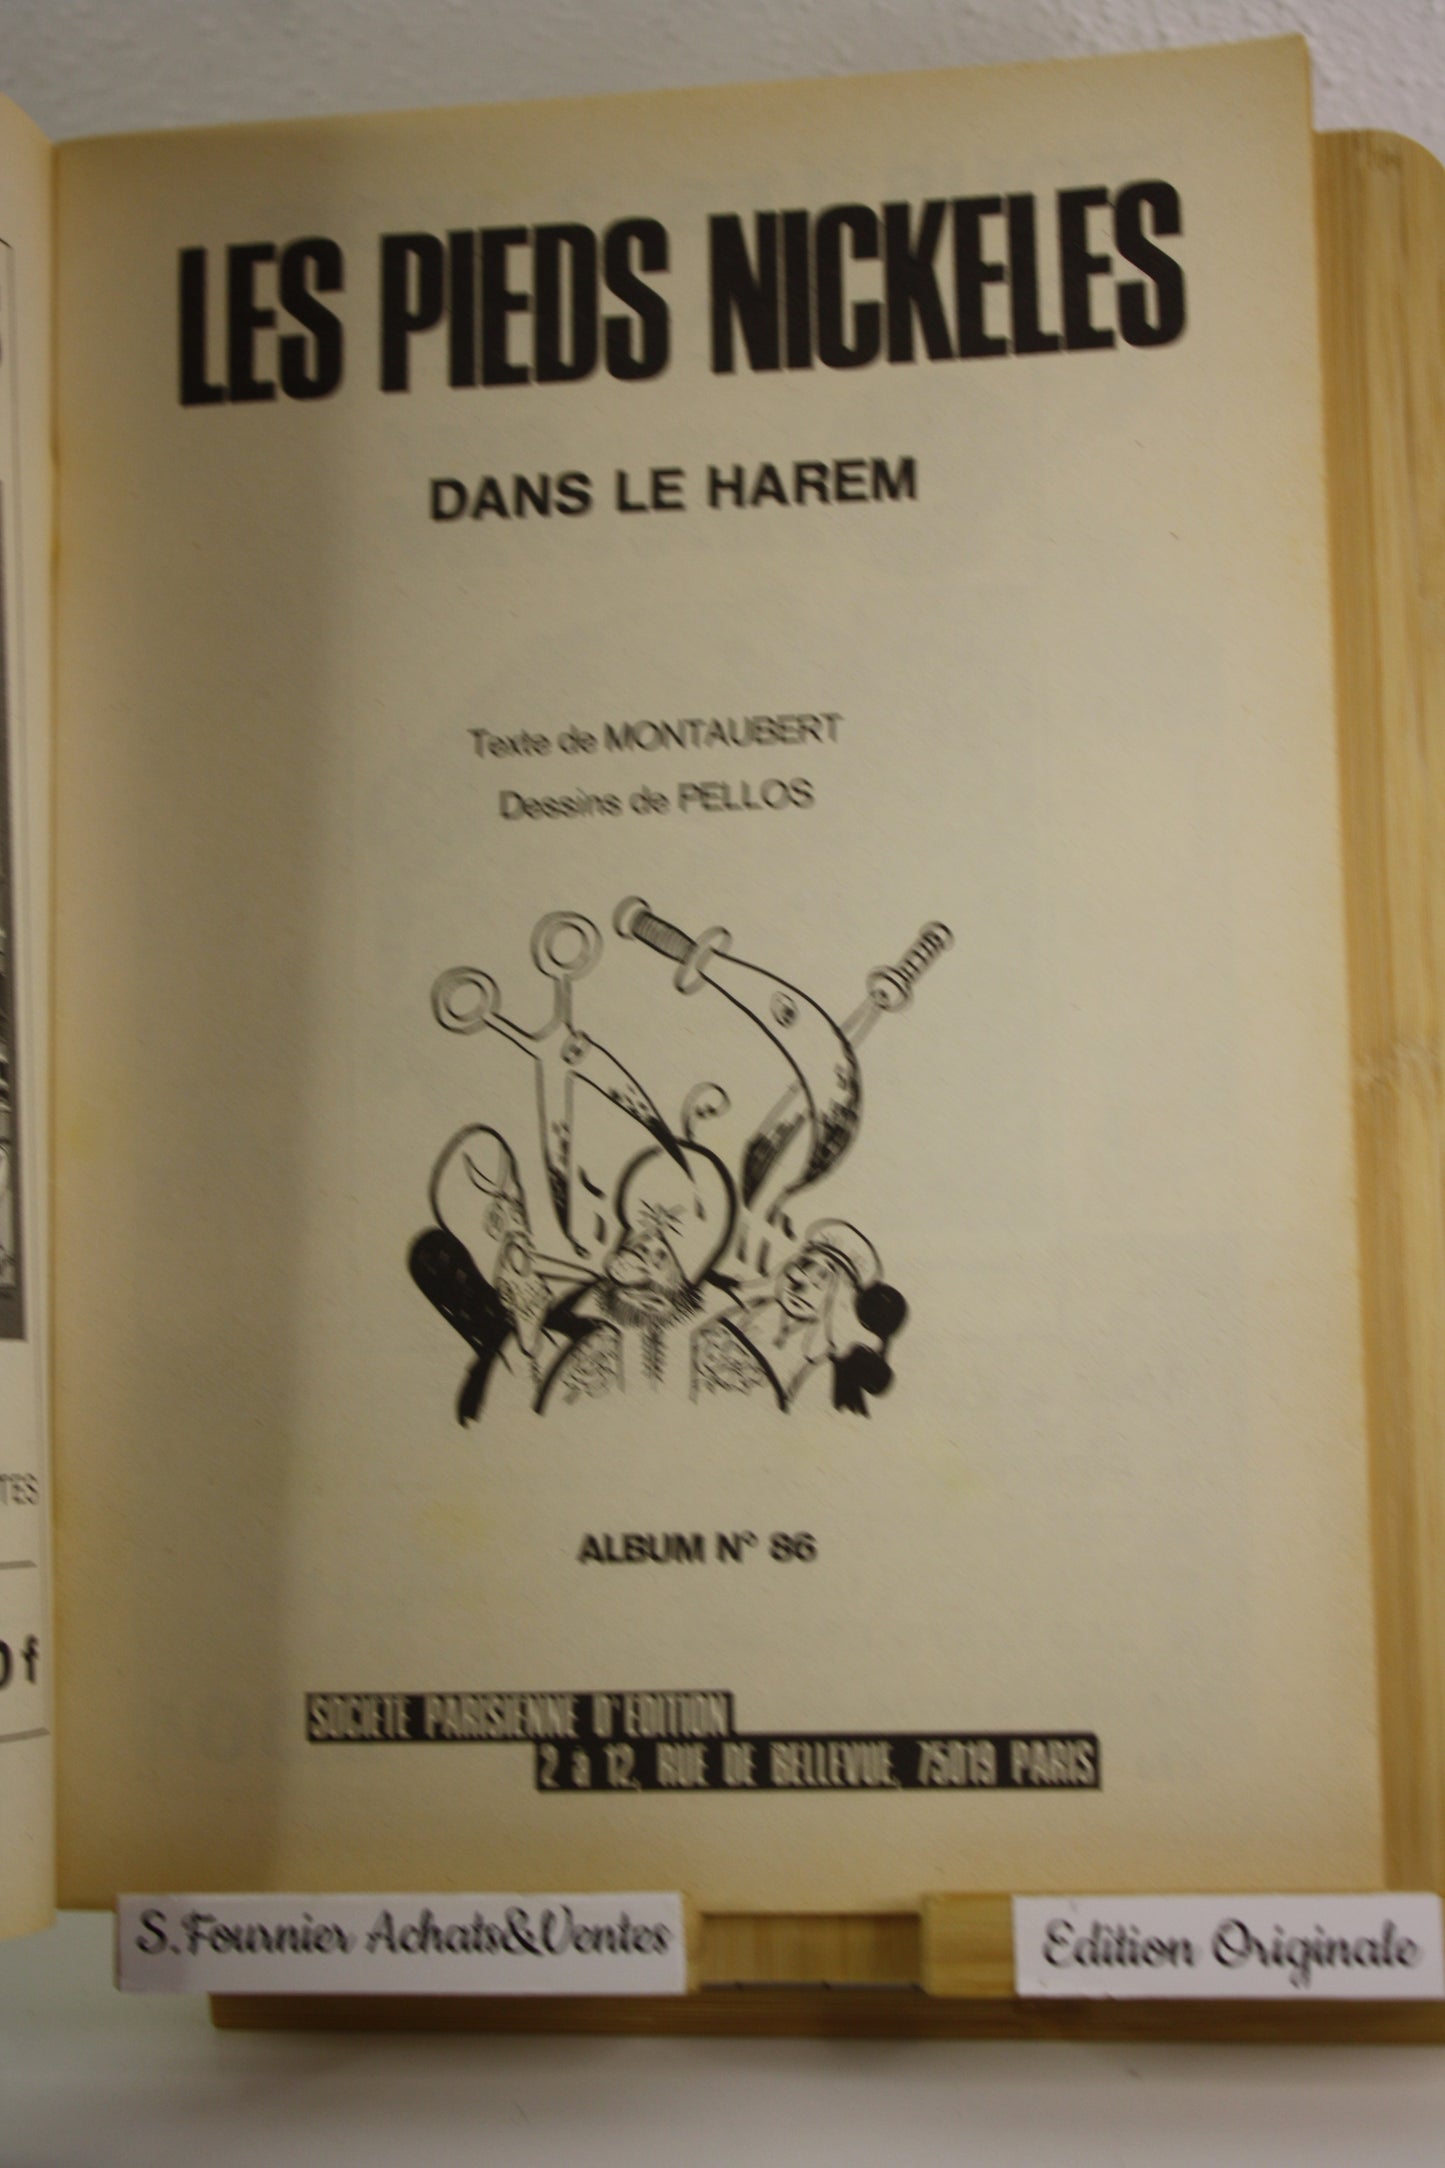 LES PIEDS NICKELES
DANS LE HAREM
Texte de MONTAUBERT
Dessins de PELLOS
ALBUM N° 86
SOCIETE PARISIENNE D'EDITION
2 à 12, RUE DE BELLEVUE, 75019 PARIS
TES
f
S.Fournier Achats&Ventes
Edition Originale